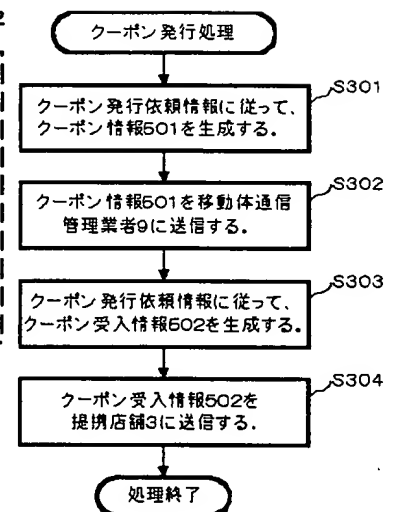 クーポン発行処理
S301
クーポン発行依頼情報に従って、
クーポン情報501を生成する。
S302
クーポン情報501を移動体通信
管理業者9に送信する。
S303
クーポン発行依頼情報に従って、
クーポン受入情報502を生成する。
S304
クーポン受入情報502を
提携店舗3に送信する。
処理終了